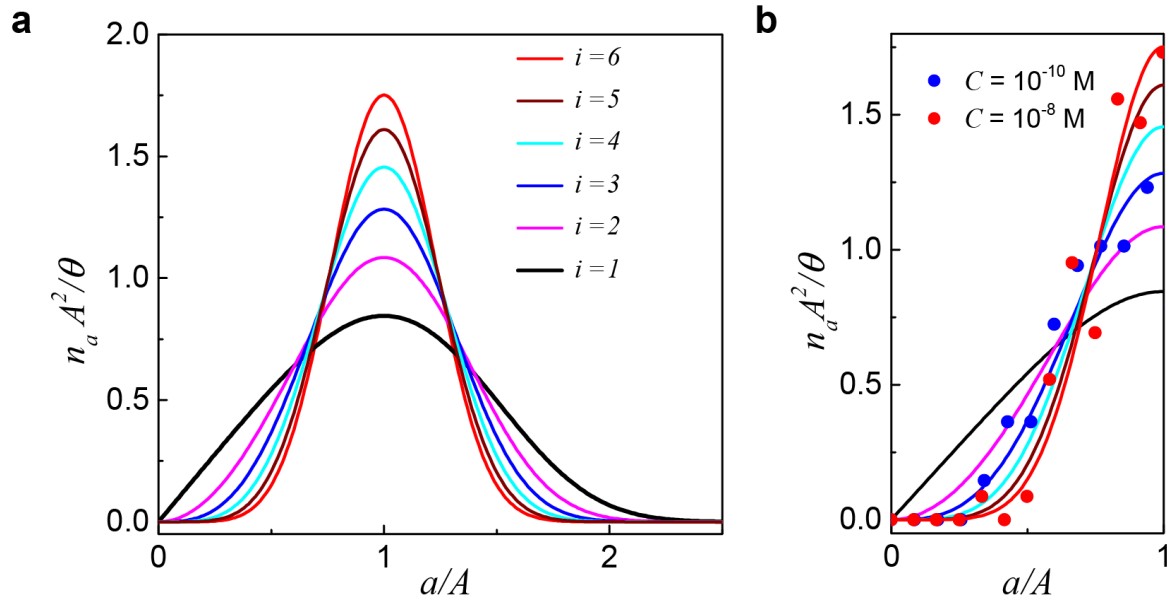 a
2.0
1.5
1.0
0.5
0.0
n_a A²/θ
0
1
2
a/A
i = 6
i = 5
i = 4
i = 3
i = 2
i = 1
b
1.5
1.0
0.5
0.0
n_a A²/θ
0
1
a/A
C = 10⁻¹⁰ M
C = 10⁻⁸ M